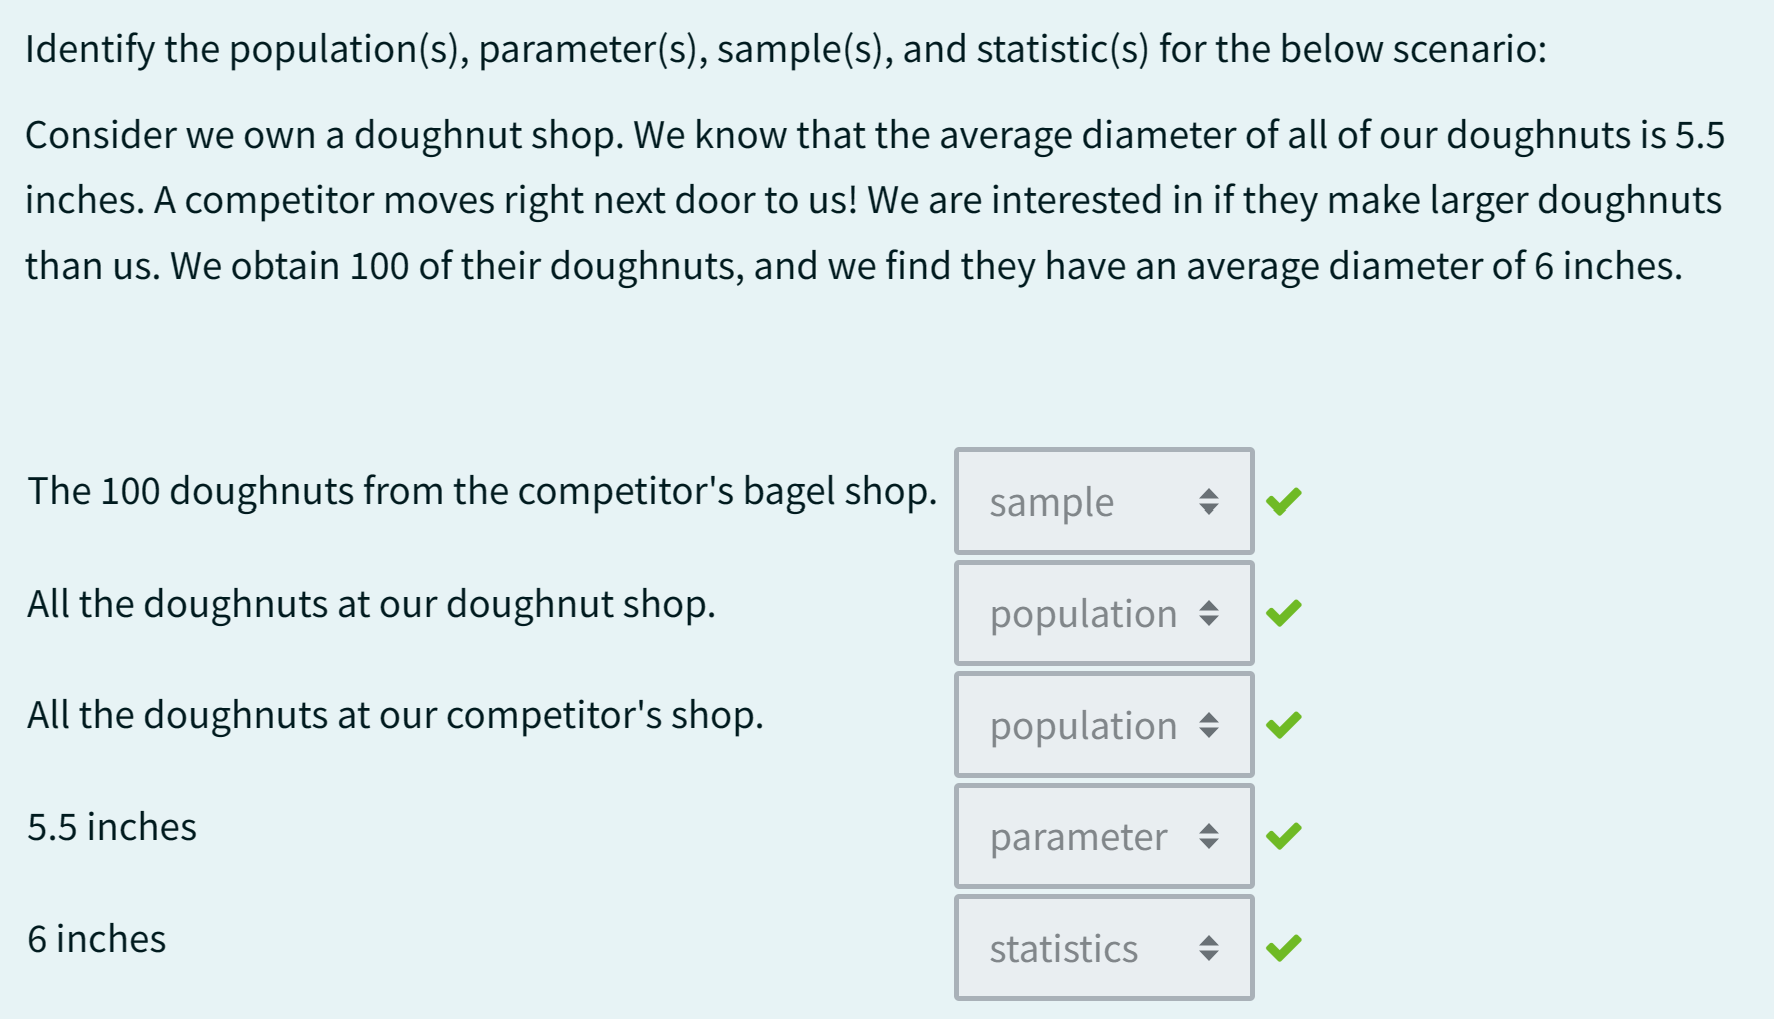 Identify the population(s), parameter(s), sample(s), and statistic(s) for the below scenario:
Consider we own a doughnut shop. We know that the average diameter of all of our doughnuts is 5.5
inches. A competitor moves right next door to us! We are interested in if they make larger doughnuts
than us. We obtain 100 of their doughnuts, and we find they have an average diameter of 6 inches.
The 100 doughnuts from the competitor's bagel shop. sample
All the doughnuts at our doughnut shop. population
All the doughnuts at our competitor's shop. population
5.5 inches parameter
6 inches statistics